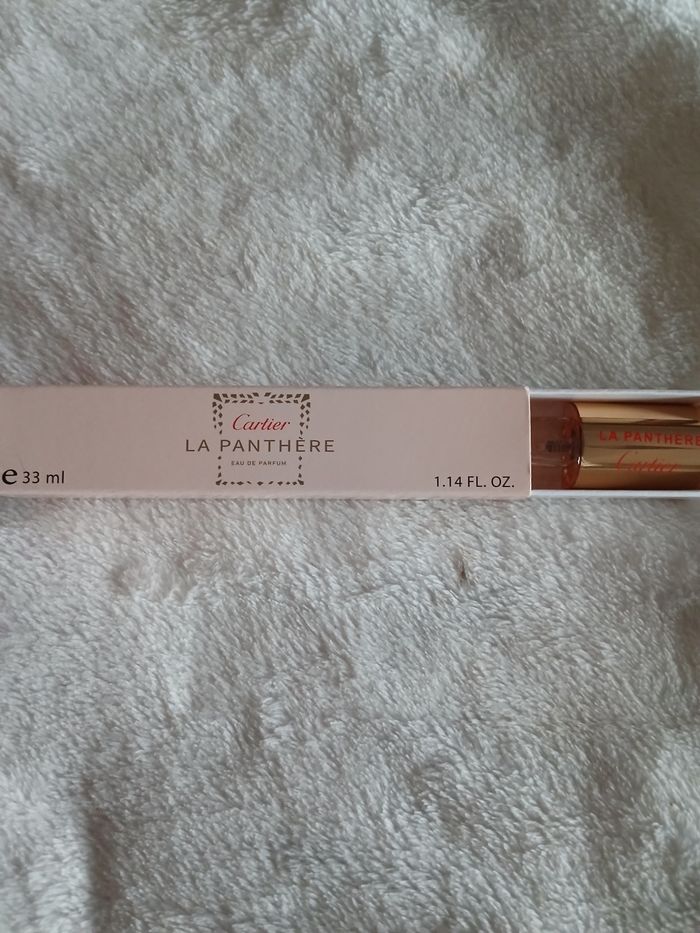 Cartier
LA PANTHÈRE
EAU DE PARFUM
e 33 ml
1.14 FL. OZ.
LA PANTHERE
Cartier